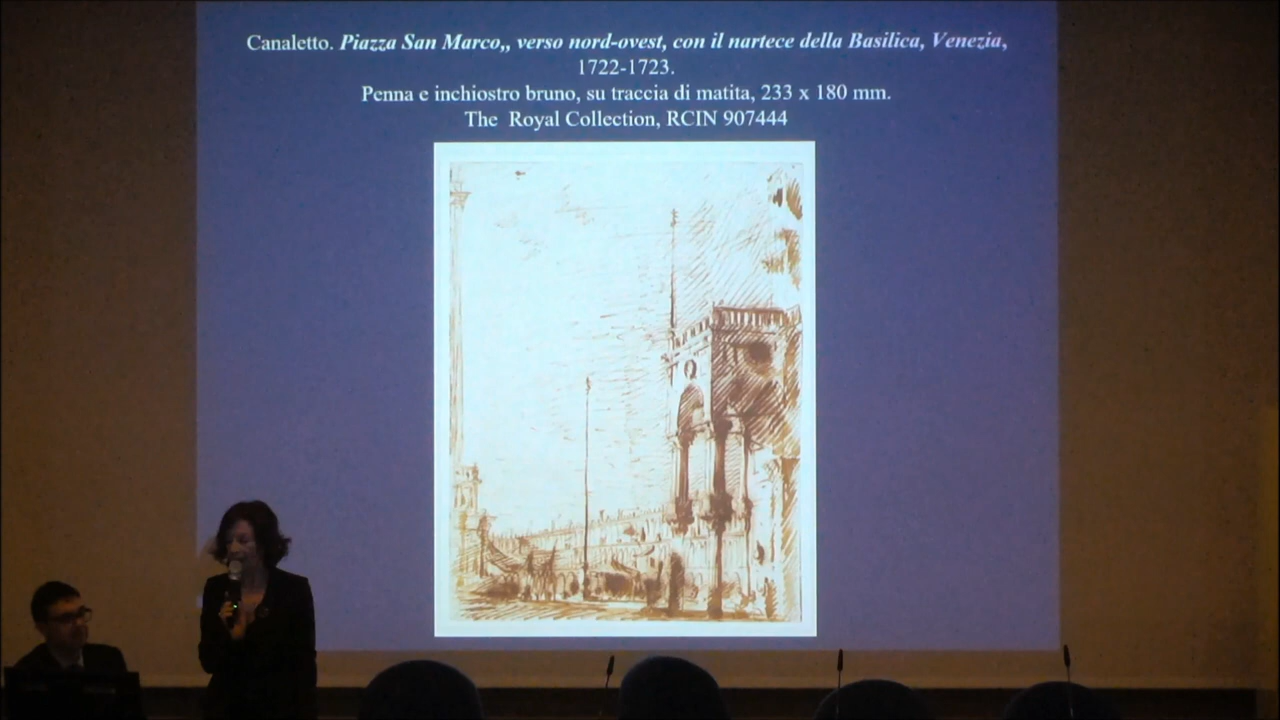 Canaletto. Piazza San Marco,, verso nord-ovest, con il nartece della Basilica, Venezia,
1722-1723.
Penna e inchiostro bruno, su traccia di matita, 233 x 180 mm.
The Royal Collection, RCIN 907444